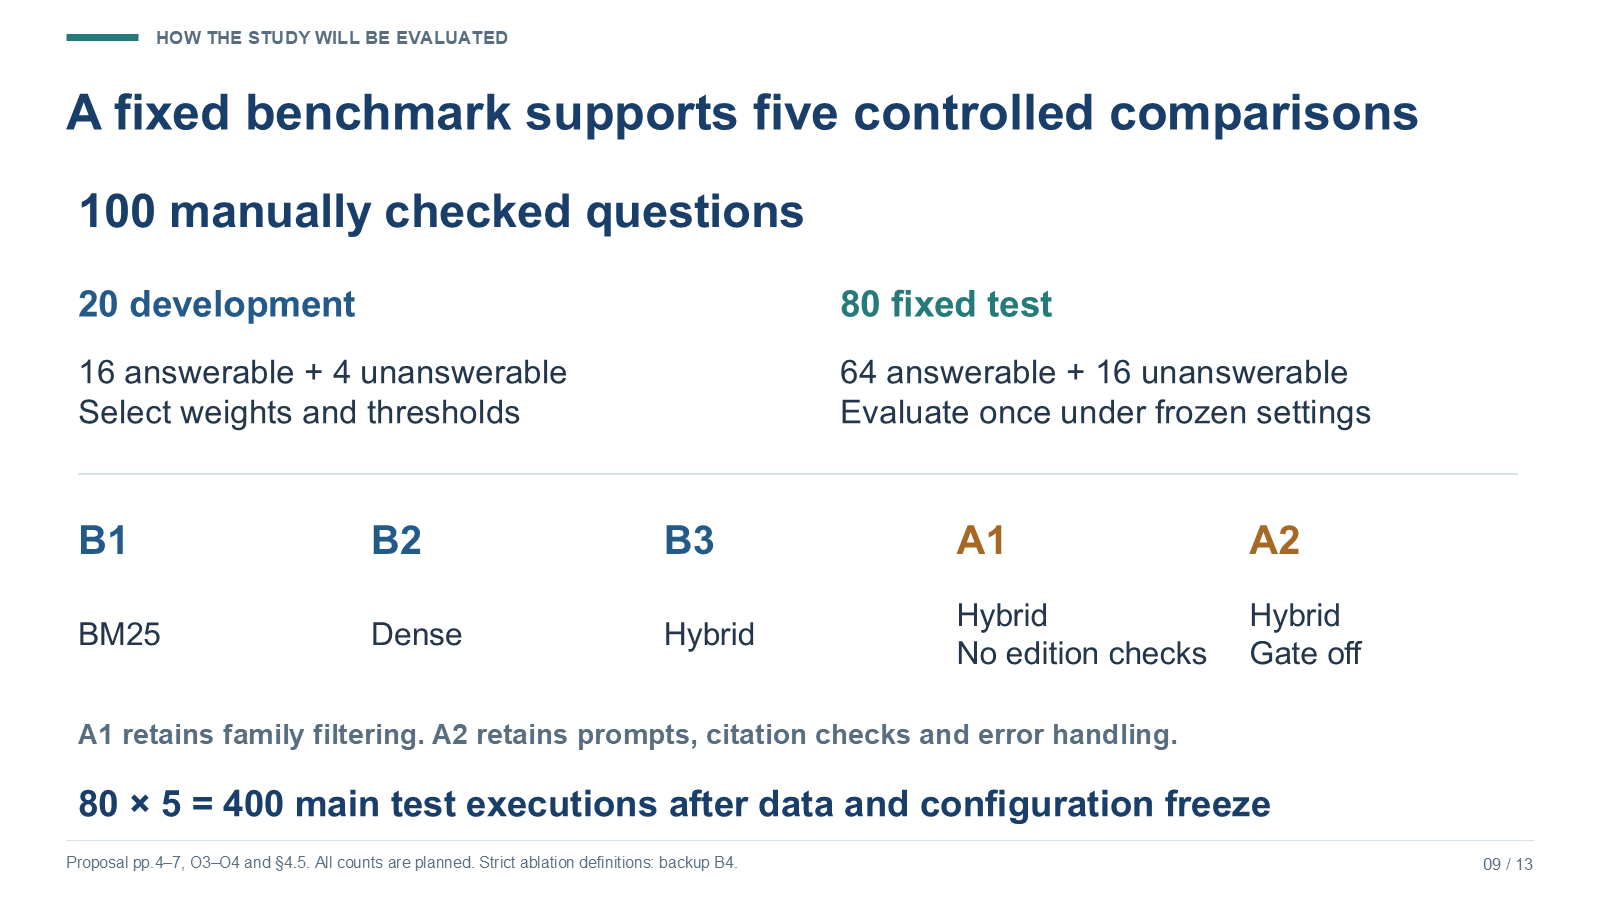 HOW THE STUDY WILL BE EVALUATED
A fixed benchmark supports five controlled comparisons
100 manually checked questions
20 development
16 answerable + 4 unanswerable
Select weights and thresholds
80 fixed test
64 answerable + 16 unanswerable
Evaluate once under frozen settings
B1
BM25
B2
Dense
B3
Hybrid
A1
Hybrid
No edition checks
A2
Hybrid
Gate off
A1 retains family filtering. A2 retains prompts, citation checks and error handling.
80 × 5 = 400 main test executions after data and configuration freeze
Proposal pp.4–7, O3–O4 and §4.5. All counts are planned. Strict ablation definitions: backup B4.
09 / 13